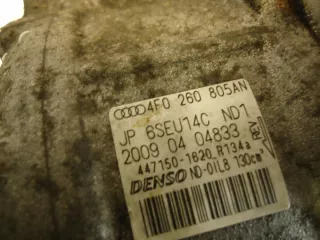 4F0 260 805AN
JP 6SEU14C ND1
2009 04 04833
447150-1620 R134a
DENSO ND-OIL8 130cm³